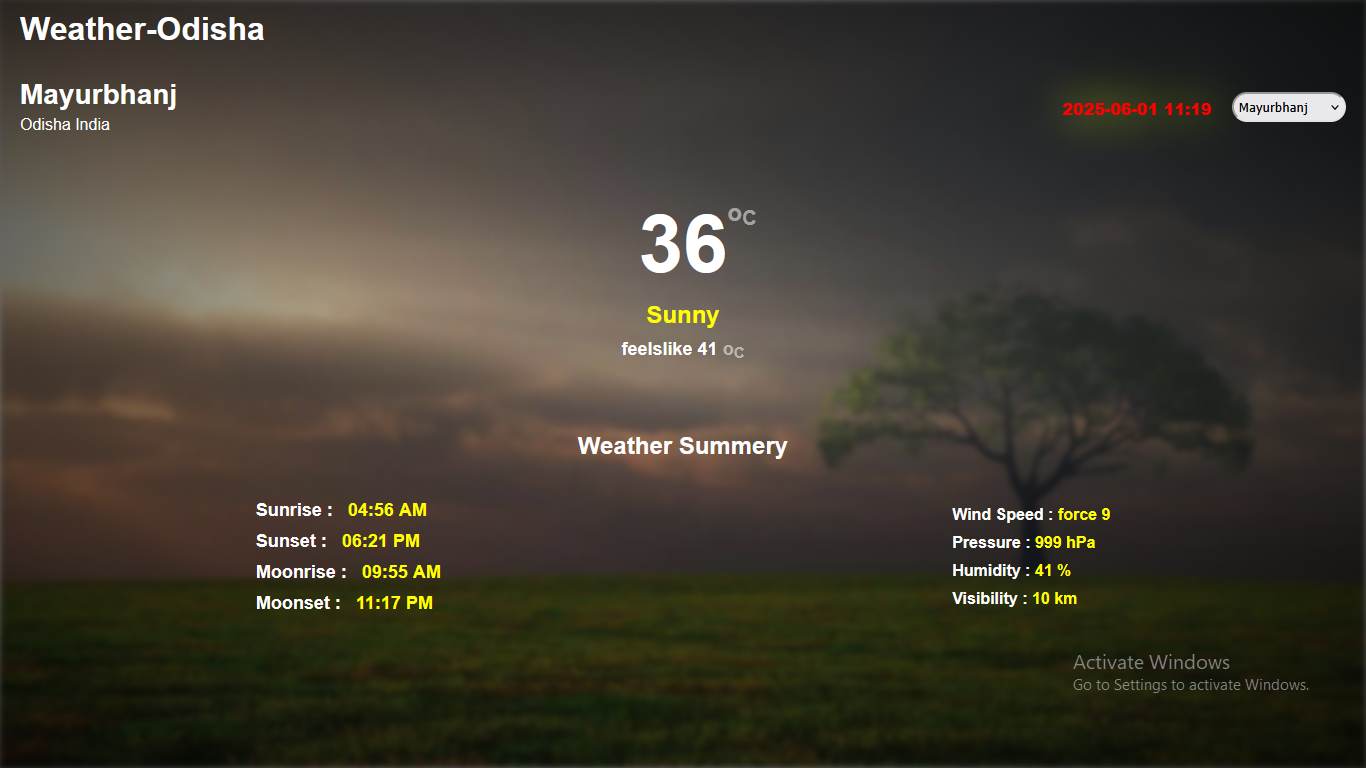 Weather-Odisha
Mayurbhanj
Odisha India
2025-06-01 11:19
Mayurbhanj
36 oC
Sunny
feelslike 41 oC
Weather Summery
Sunrise : 04:56 AM
Sunset : 06:21 PM
Moonrise : 09:55 AM
Moonset : 11:17 PM
Wind Speed : force 9
Pressure : 999 hPa
Humidity : 41 %
Visibility : 10 km
Activate Windows
Go to Settings to activate Windows.